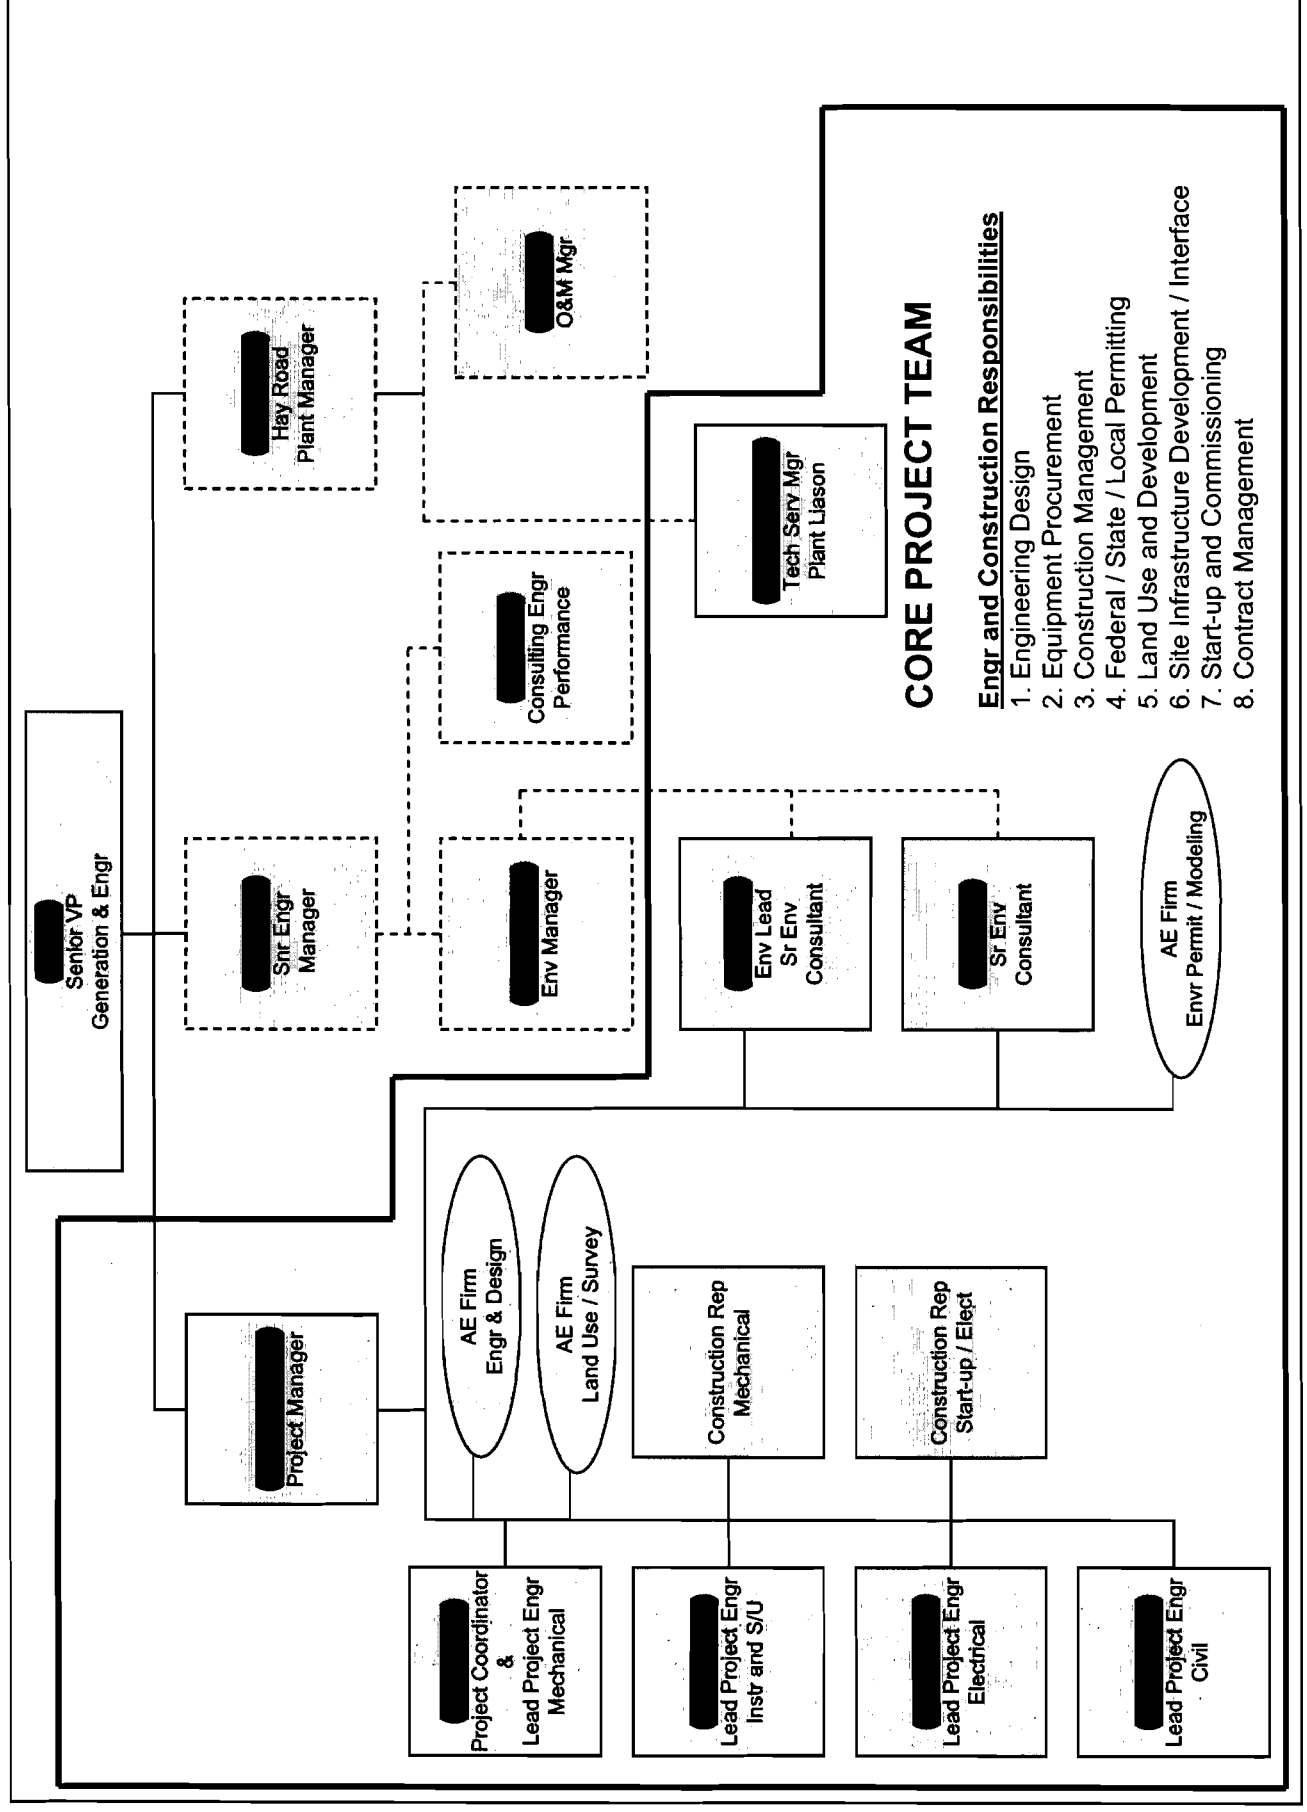 Senior VP
Generation & Engr
Project Manager
Snr Engr
Manager
Hay Road
Plant Manager
AE Firm
Engr & Design
AE Firm
Land Use / Survey
Env Manager
Consulting Engr
Performance
O&M Mgr
Project Coordinator
&
Lead Project Engr
Mechanical
Construction Rep
Mechanical
Env Lead
Sr Env
Consultant
Tech Serv Mgr
Plant Liason
Lead Project Engr
Instr and S/U
Construction Rep
Start-up / Elect
Sr Env
Consultant
Lead Project Engr
Electrical
Lead Project Engr
Civil
AE Firm
Envr Permit / Modeling
CORE PROJECT TEAM
Engr and Construction Responsibilities
1. Engineering Design
2. Equipment Procurement
3. Construction Management
4. Federal / State / Local Permitting
5. Land Use and Development
6. Site Infrastructure Development / Interface
7. Start-up and Commissioning
8. Contract Management